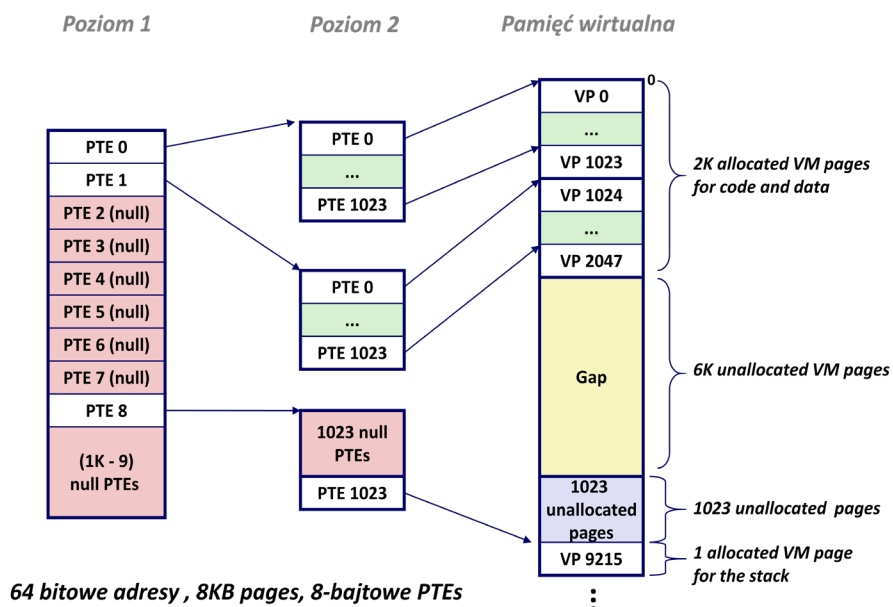 Poziom 1
Poziom 2
Pamięć wirtualna
PTE 0
PTE 1
PTE 2 (null)
PTE 3 (null)
PTE 4 (null)
PTE 5 (null)
PTE 6 (null)
PTE 7 (null)
PTE 8
(1K - 9)
null PTEs
PTE 0
...
PTE 1023
PTE 0
...
PTE 1023
1023 null
PTEs
PTE 1023
0
VP 0
...
VP 1023
VP 1024
...
VP 2047
Gap
1023
unallocated
pages
VP 9215
2K allocated VM pages
for code and data
6K unallocated VM pages
1023 unallocated pages
1 allocated VM page
for the stack
64 bitowe adresy , 8KB pages, 8-bajtowe PTEs